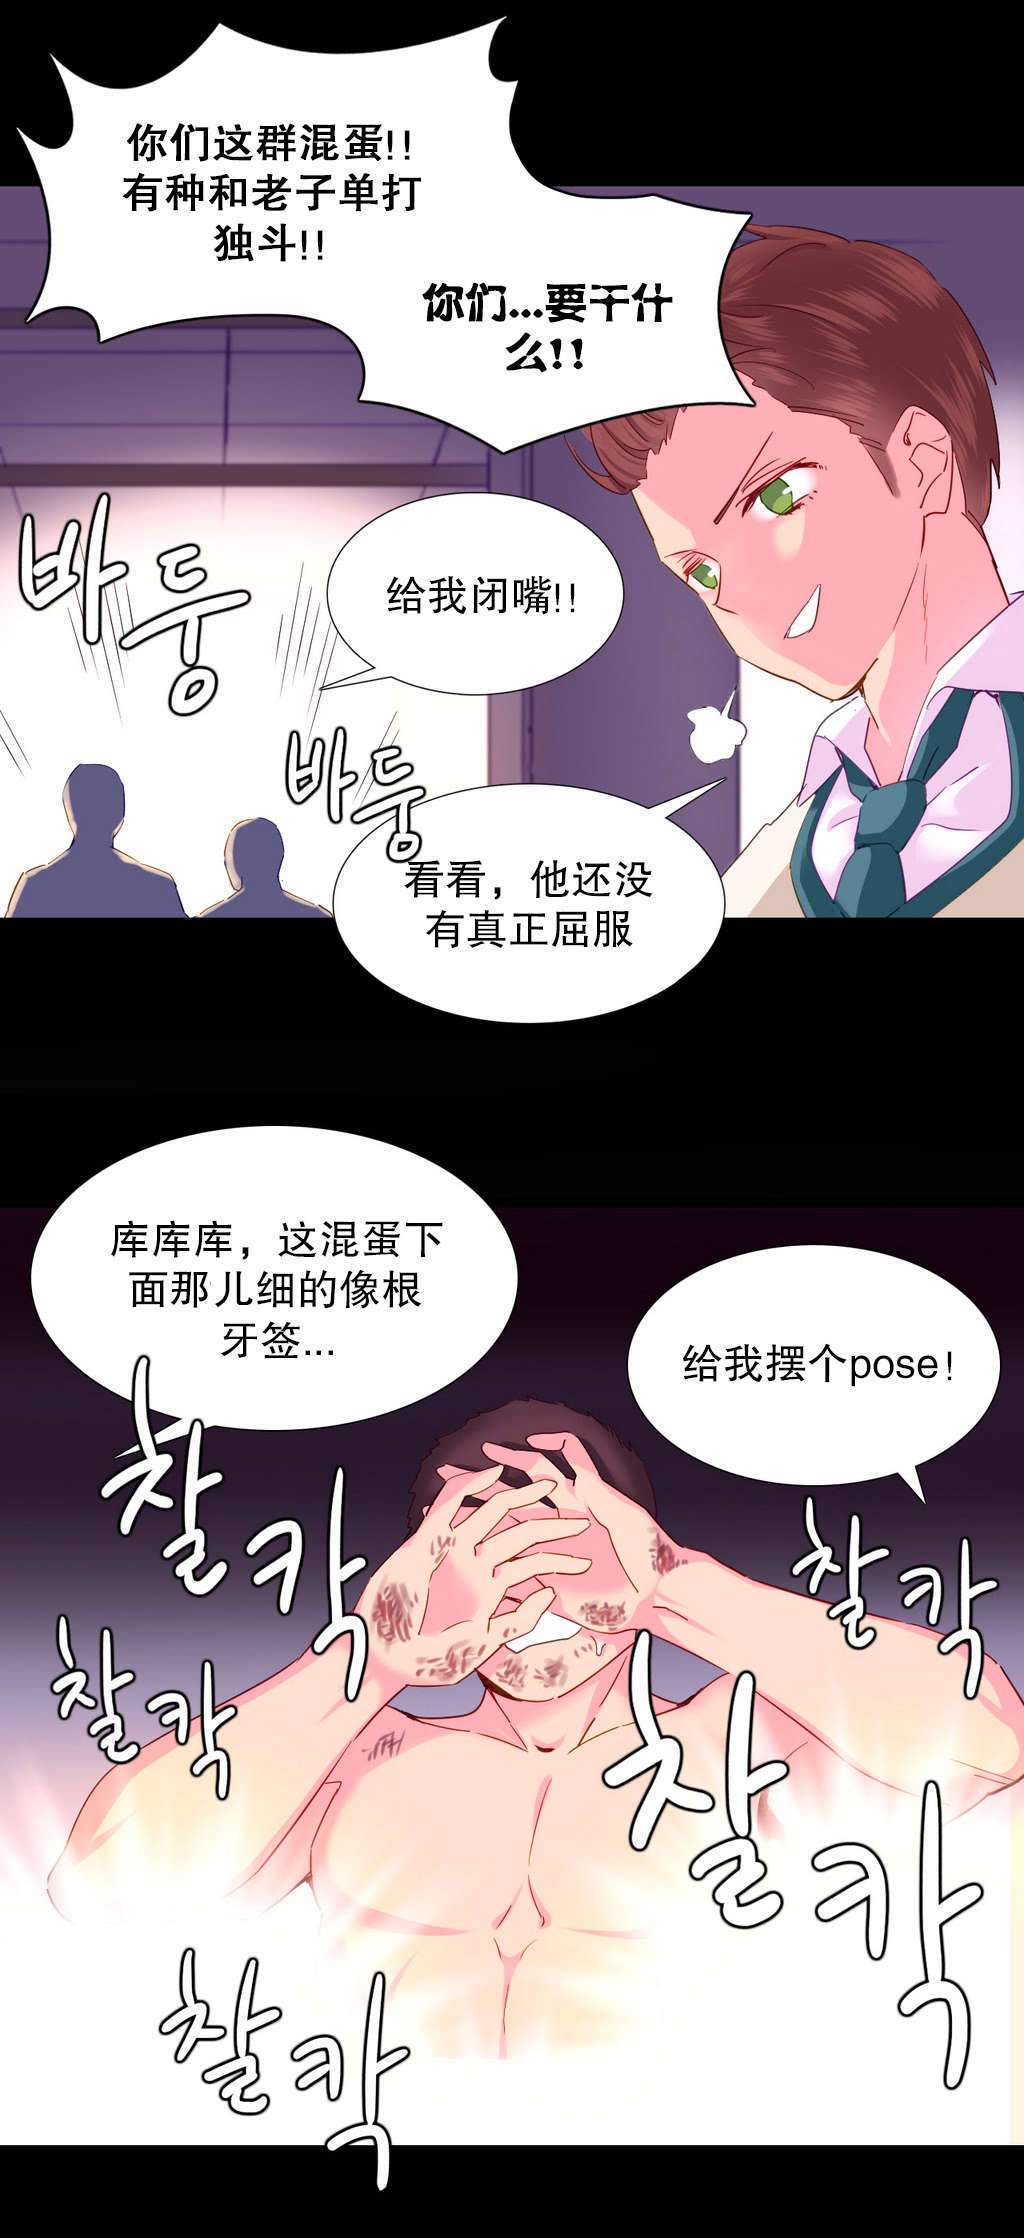 你们这群混蛋!!
有种和老子单打
独斗!!
你们...要干什
么!!
바둥
给我闭嘴!!
바둥
看看，他还没
有真正屈服
库库库，这混蛋下
面那儿细的像根
牙签...
给我摆个pose!
찰칵
찰칵
찰칵
찰칵
찰칵